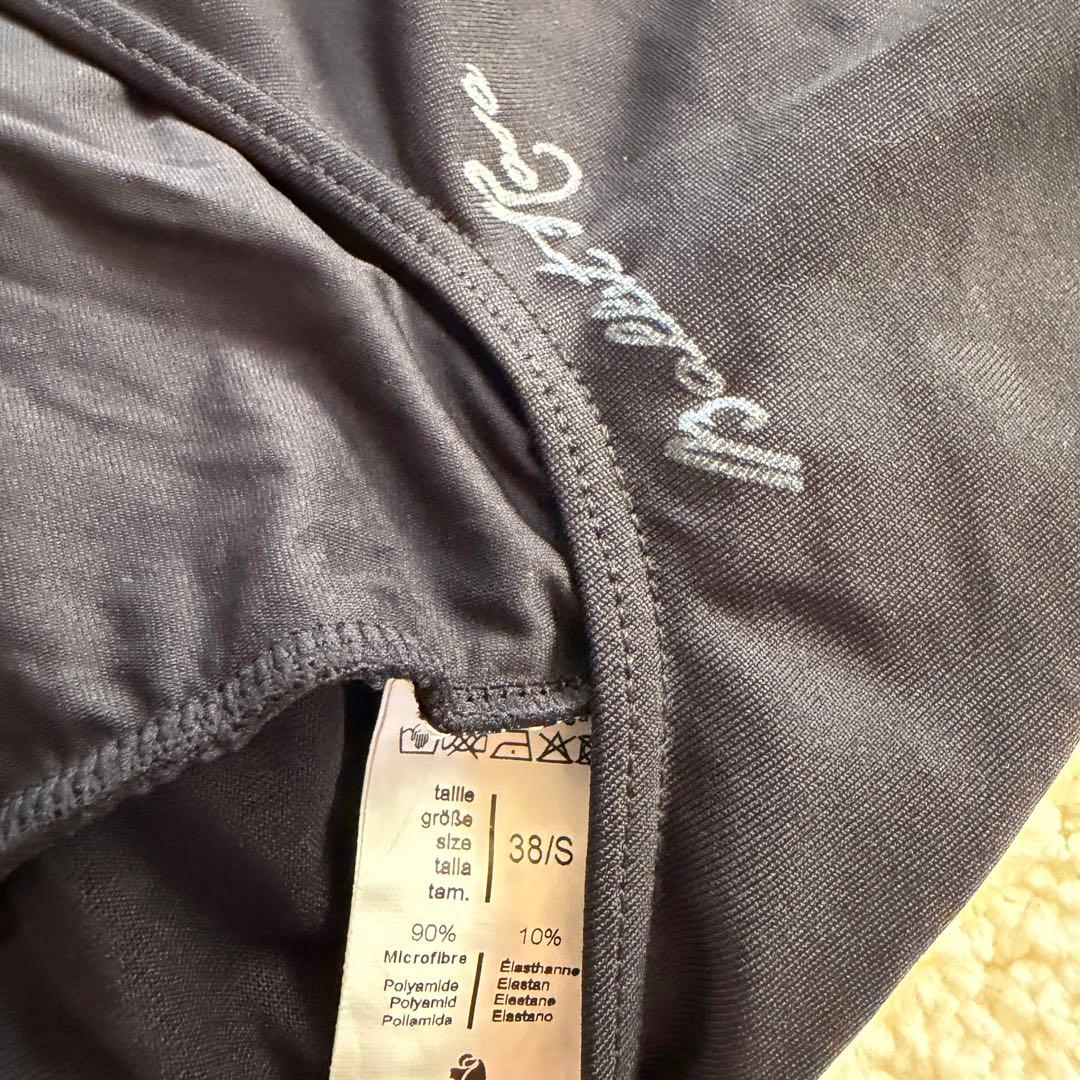 taille
größe
size
talla
tam.
38/S
90% 10%
Microfibre
Polyamide
Polyamid
Poliamida
Élasthanne
Elastan
Elastane
Elastano